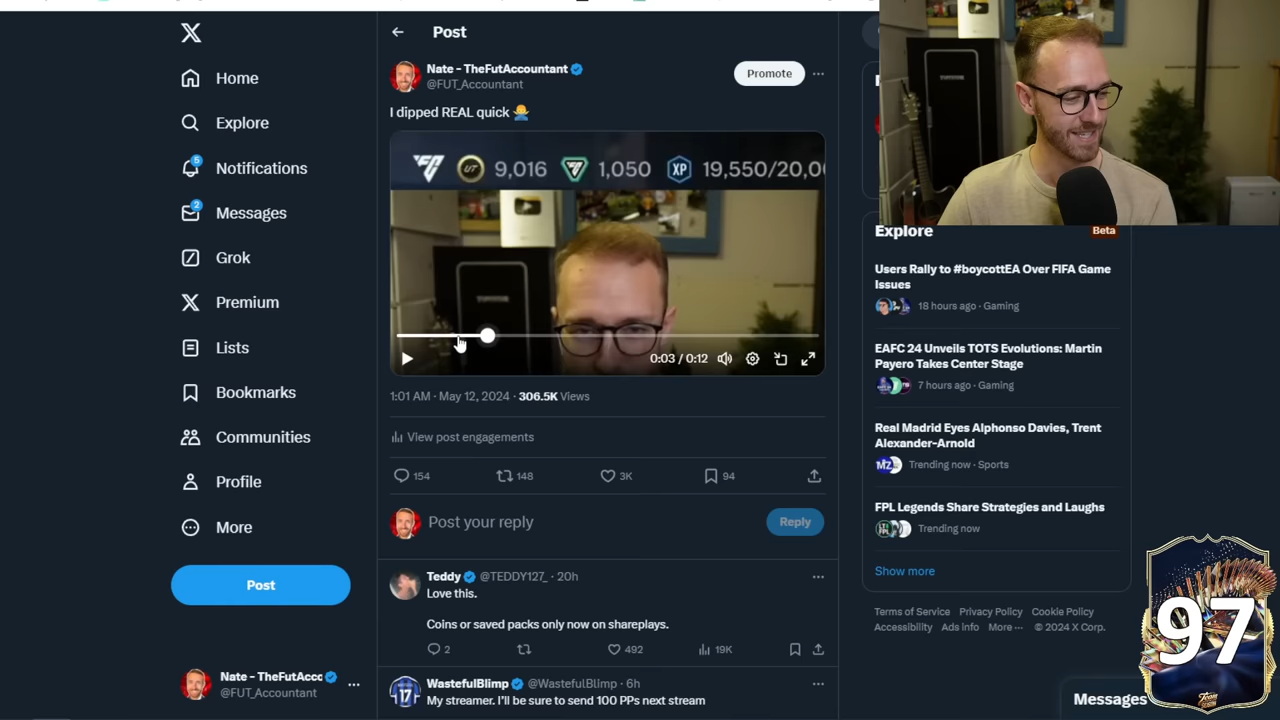 Home
Explore
5
Notifications
2
Messages
Grok
Premium
Lists
Bookmarks
Communities
Profile
More
Post
Nate - TheFutAcco
@FUT_Accountant
Post
Nate - TheFutAccountant
@FUT_Accountant
Promote
I dipped REAL quick
UT 9,016 1,050 XP 19,550/20,0
0:03 / 0:12
1:01 AM · May 12, 2024 · 306.5K Views
View post engagements
154 148 3K 94
Post your reply
Reply
Teddy @TEDDY127_ · 20h
Love this.
Coins or saved packs only now on shareplays.
2 492 19K
WastefulBlimp @WastefulBlimp · 6h
17
My streamer. I'll be sure to send 100 PPs next stream
Explore
Beta
Users Rally to #boycottEA Over FIFA Game
Issues
18 hours ago · Gaming
EAFC 24 Unveils TOTS Evolutions: Martin
Payero Takes Center Stage
7 hours ago · Gaming
Real Madrid Eyes Alphonso Davies, Trent
Alexander-Arnold
Trending now · Sports
FPL Legends Share Strategies and Laughs
Trending now
Show more
Terms of Service Privacy Policy Cookie Policy
Accessibility Ads info More ··· © 2024 X Corp.
Messages
97